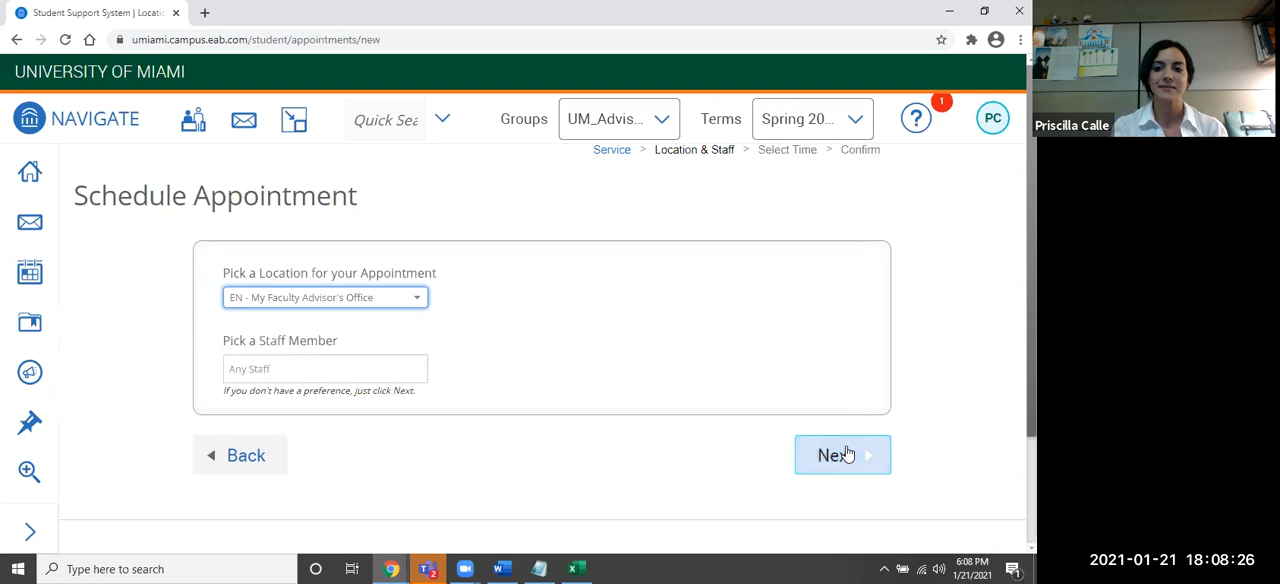 Student Support System | Locatio
umiami.campus.eab.com/student/appointments/new
UNIVERSITY OF MIAMI
NAVIGATE
Quick Sea
Groups
UM_Advis...
Terms
Spring 20...
?
1
PC
Service > Location & Staff > Select Time > Confirm
Schedule Appointment
Pick a Location for your Appointment
EN - My Faculty Advisor's Office
Pick a Staff Member
Any Staff
If you don't have a preference, just click Next.
Back
Next
Priscilla Calle
Type here to search
6:08 PM
1/21/2021
2021-01-21 18:08:26